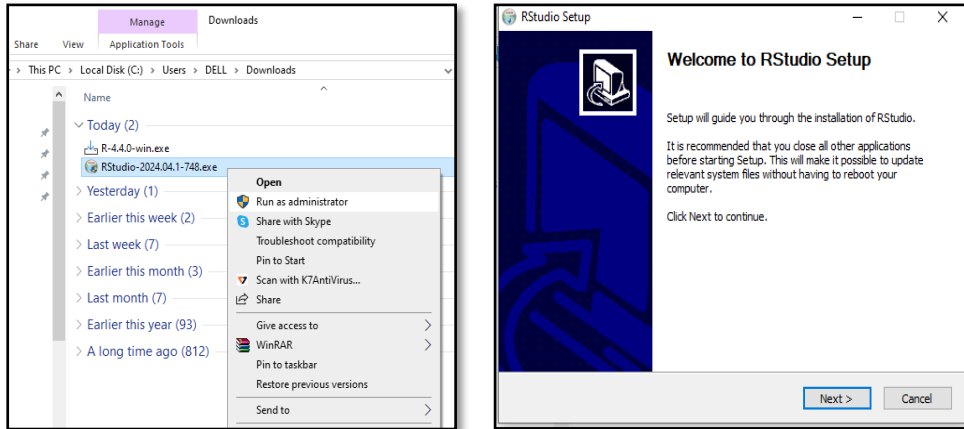 Manage
Downloads
Share View Application Tools
> This PC > Local Disk (C:) > Users > DELL > Downloads
Name
Today (2)
R-4.4.0-win.exe
RStudio-2024.04.1-748.exe
Yesterday (1)
Earlier this week (2)
Last week (7)
Earlier this month (3)
Last month (7)
Earlier this year (93)
A long time ago (812)
Open
Run as administrator
Share with Skype
Troubleshoot compatibility
Pin to Start
Scan with K7AntiVirus...
Share
Give access to
WinRAR
Pin to taskbar
Restore previous versions
Send to
RStudio Setup
Welcome to RStudio Setup
Setup will guide you through the installation of RStudio.
It is recommended that you close all other applications
before starting Setup. This will make it possible to update
relevant system files without having to reboot your
computer.
Click Next to continue.
Next >
Cancel